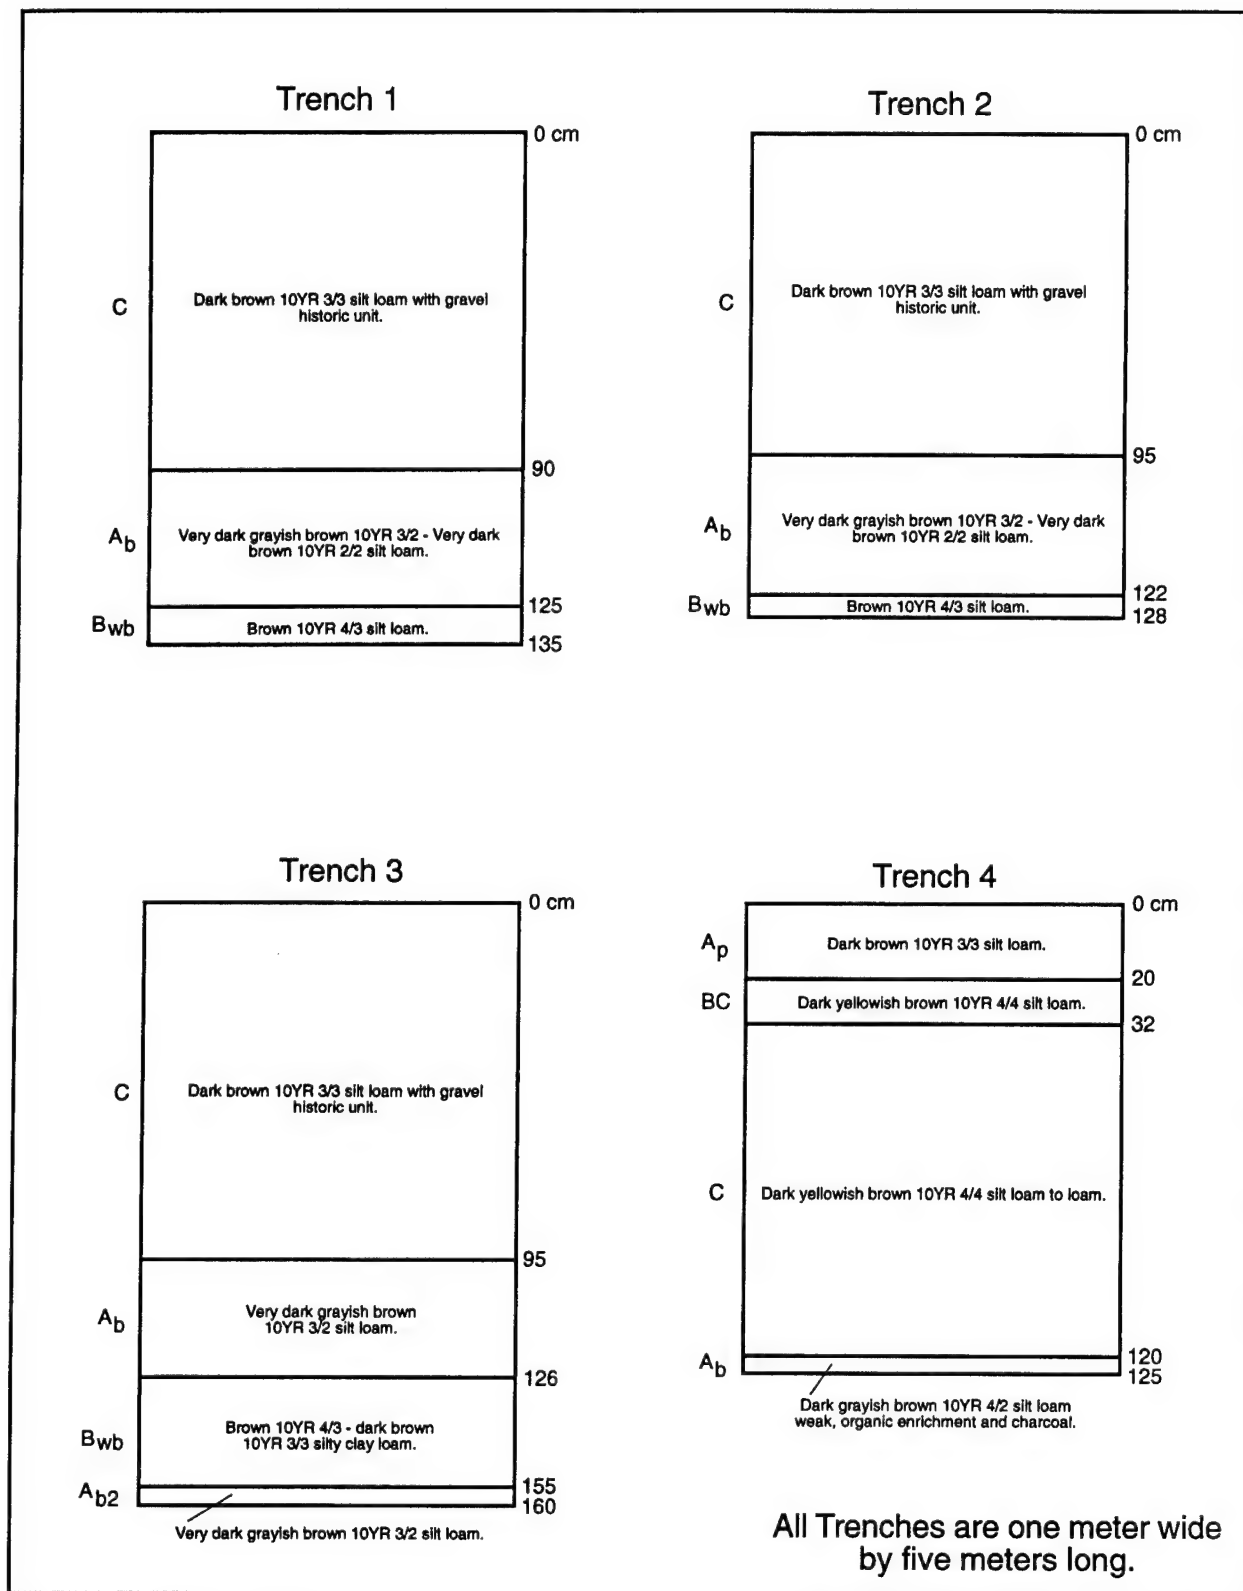 Trench 1
0 cm
C
Dark brown 10YR 3/3 silt loam with gravel
historic unit.
90
Ab
Very dark grayish brown 10YR 3/2 - Very dark
brown 10YR 2/2 silt loam.
125
Bwb
Brown 10YR 4/3 silt loam.
135
Trench 2
0 cm
C
Dark brown 10YR 3/3 silt loam with gravel
historic unit.
95
Ab
Very dark grayish brown 10YR 3/2 - Very dark
brown 10YR 2/2 silt loam.
122
Bwb
Brown 10YR 4/3 silt loam.
128
Trench 3
0 cm
C
Dark brown 10YR 3/3 silt loam with gravel
historic unit.
95
Ab
Very dark grayish brown
10YR 3/2 silt loam.
126
Bwb
Brown 10YR 4/3 - dark brown
10YR 3/3 silty clay loam.
155
Ab2
160
Very dark grayish brown 10YR 3/2 silt loam.
Trench 4
0 cm
Ap
Dark brown 10YR 3/3 silt loam.
20
BC
Dark yellowish brown 10YR 4/4 silt loam.
32
C
Dark yellowish brown 10YR 4/4 silt loam to loam.
120
Ab
125
Dark grayish brown 10YR 4/2 silt loam
weak, organic enrichment and charcoal.
All Trenches are one meter wide
by five meters long.